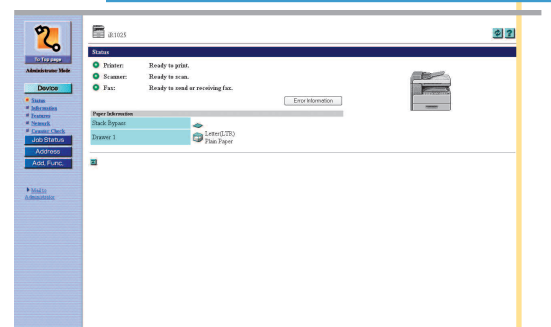 iR1025
To Top page
Administrator Mode
Device
Status
Information
Features
Network
Counter Check
Job Status
Address
Add. Func.
Mail to
Administrator
Status
Printer: Ready to print.
Scanner: Ready to scan.
Fax: Ready to send or receiving fax.
Error Information
Paper Information
Stack Bypass
Drawer 1
Letter(LTR)
Plain Paper